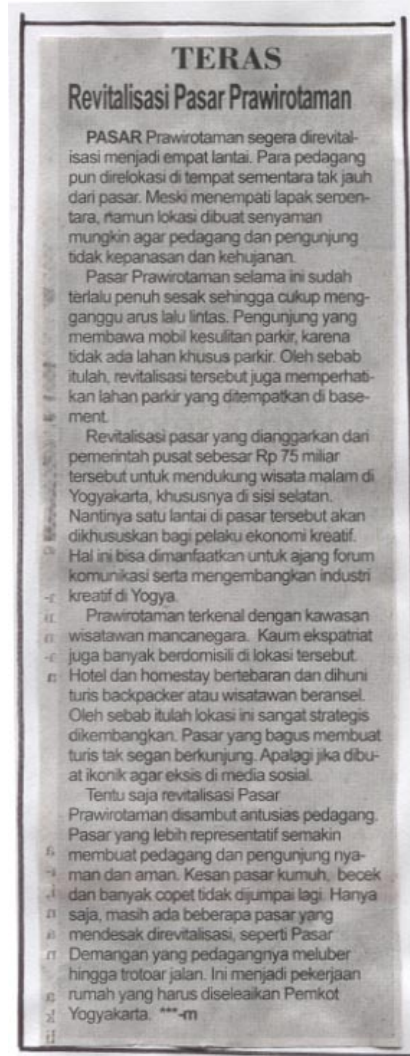 TERAS
Revitalisasi Pasar Prawirotaman
PASAR Prawirotaman segera direvital-
isasi menjadi empat lantai. Para pedagang
pun direlokasi di tempat sementara tak jauh
dari pasar. Meski menempati lapak semen-
tara, namun lokasi dibuat senyaman
mungkin agar pedagang dan pengunjung
tidak kepanasan dan kehujanan.
Pasar Prawirotaman selama ini sudah
terlalu penuh sesak sehingga cukup meng-
ganggu arus lalu lintas. Pengunjung yang
membawa mobil kesulitan parkir, karena
tidak ada lahan khusus parkir. Oleh sebab
itulah, revitalisasi tersebut juga memperhati-
kan lahan parkir yang ditempatkan di base-
ment.
Revitalisasi pasar yang dianggarkan dari
pemerintah pusat sebesar Rp 75 miliar
tersebut untuk mendukung wisata malam di
Yogyakarta, khususnya di sisi selatan.
Nantinya satu lantai di pasar tersebut akan
dikhususkan bagi pelaku ekonomi kreatif.
Hal ini bisa dimanfaatkan untuk ajang forum
komunikasi serta mengembangkan industri
kreatif di Yogya.
Prawirotaman terkenal dengan kawasan
wisatawan mancanegara. Kaum ekspatriat
juga banyak berdomisili di lokasi tersebut.
Hotel dan homestay bertebaran dan dihuni
turis backpacker atau wisatawan beransel.
Oleh sebab itulah lokasi ini sangat strategis
dikembangkan. Pasar yang bagus membuat
turis tak segan berkunjung. Apalagi jika dibu-
at ikonik agar eksis di media sosial.
Tentu saja revitalisasi Pasar
Prawirotaman disambut antusias pedagang.
Pasar yang lebih representatif semakin
membuat pedagang dan pengunjung nya-
man dan aman. Kesan pasar kumuh, becek
dan banyak copet tidak dijumpai lagi. Hanya
saja, masih ada beberapa pasar yang
mendesak direvitalisasi, seperti Pasar
Demangan yang pedagangnya meluber
hingga trotoar jalan. Ini menjadi pekerjaan
rumah yang harus diseleaikan Pemkot
Yogyakarta. ***-m